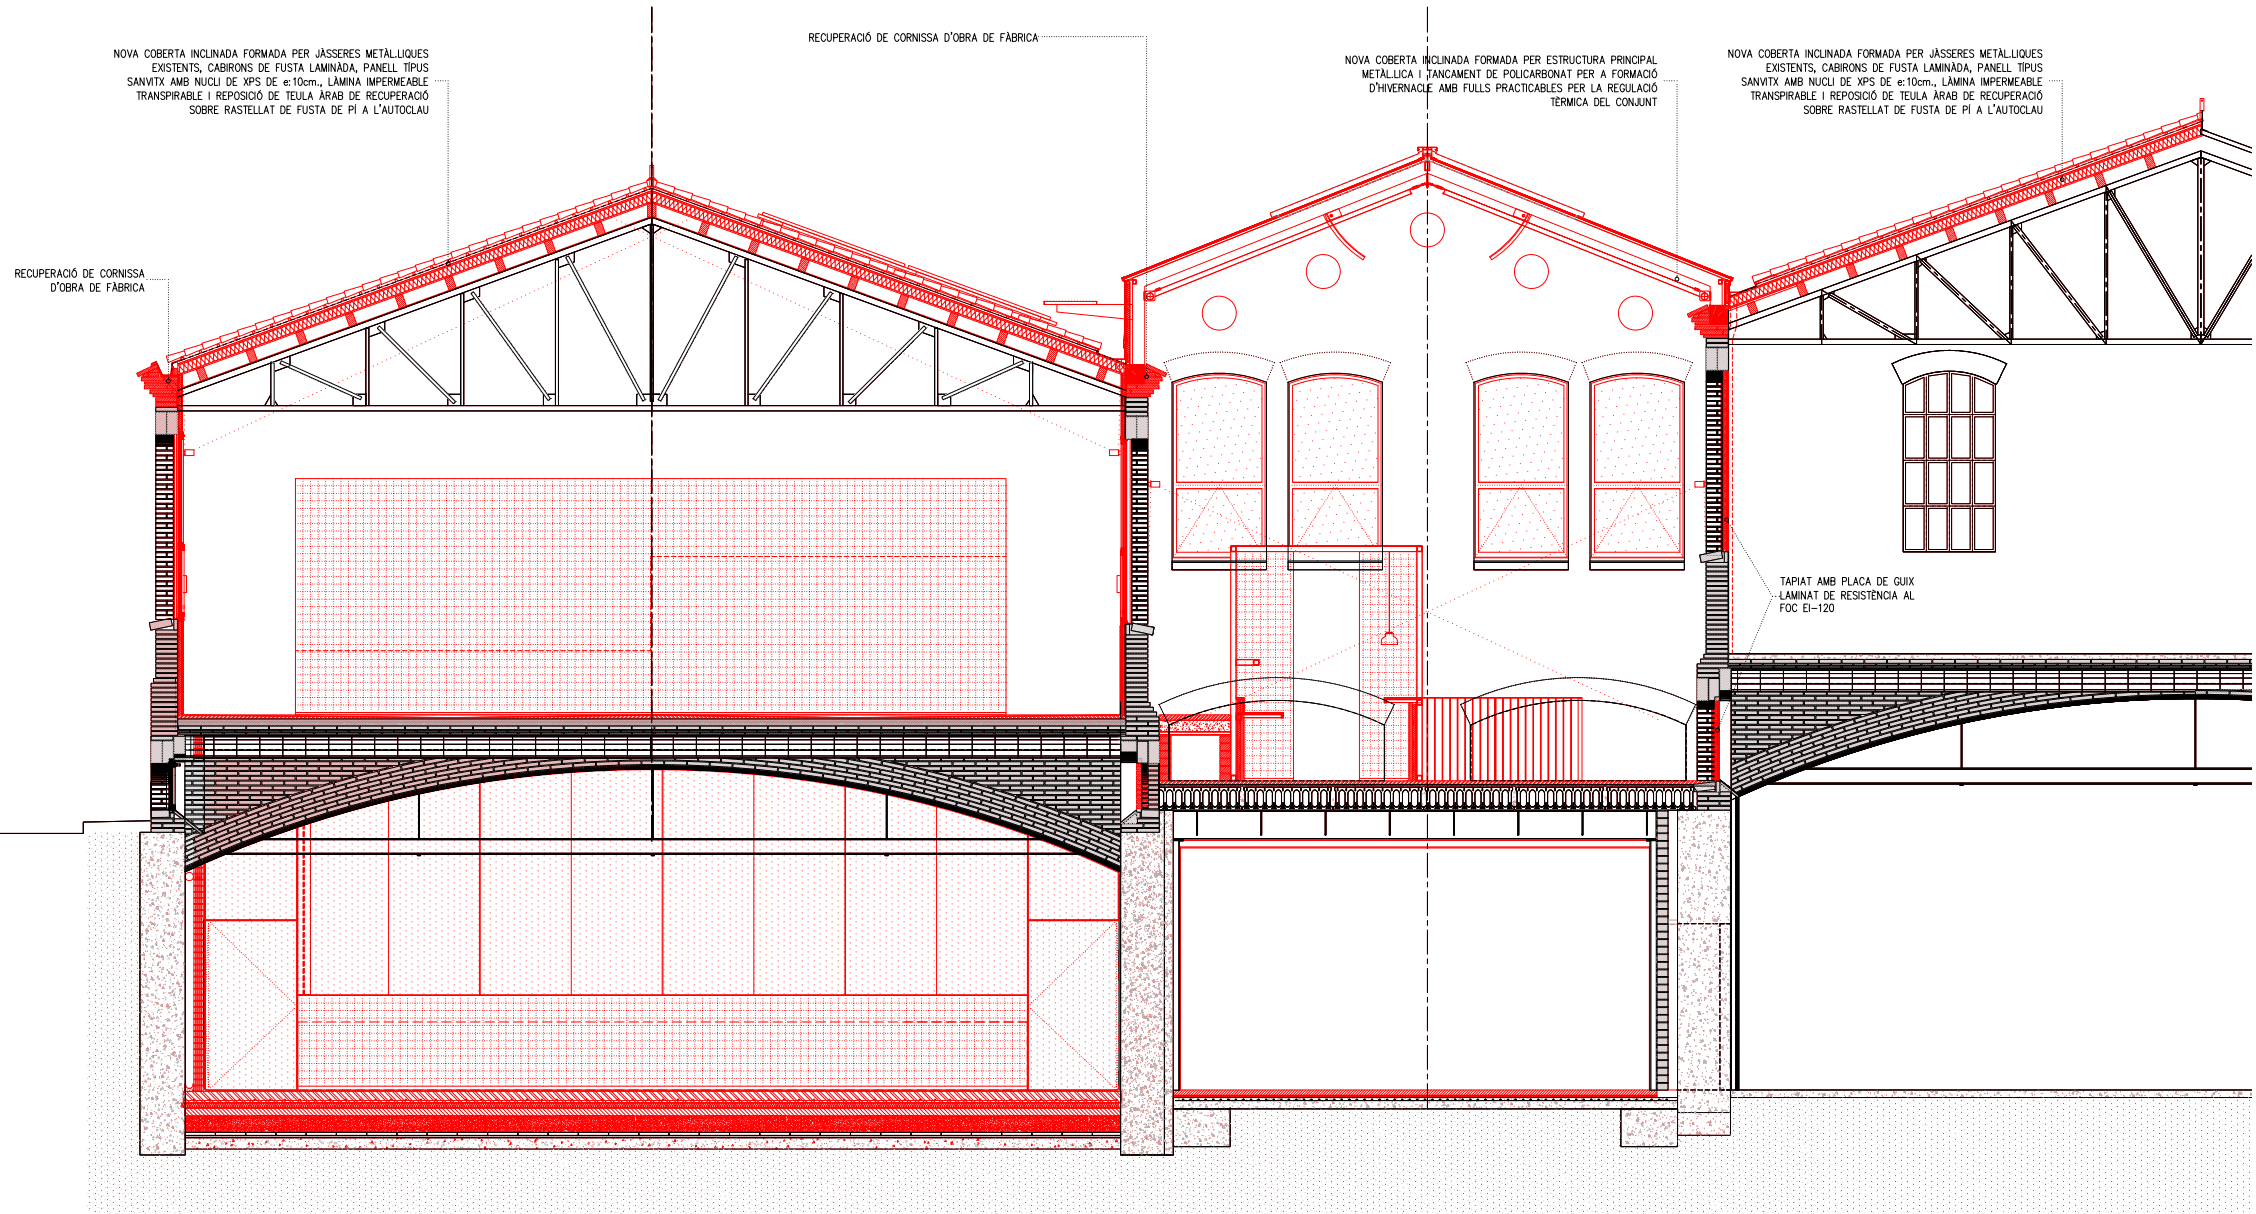 NOVA COBERTA INCLINADA FORMADA PER JÀSSERES METÀL.LIQUES
EXISTENTS, CABIRONS DE FUSTA LAMINADA, PANELL TIPUS
SANVITX AMB NUCLI DE XPS DE e:10cm., LÀMINA IMPERMEABLE
TRANSPIRABLE I REPOSICIÓ DE TEULA ÀRAB DE RECUPERACIÓ
SOBRE RASTELLAT DE FUSTA DE PÍ A L'AUTOCLAU
RECUPERACIÓ DE CORNISSA D'OBRA DE FÀBRICA
NOVA COBERTA INCLINADA FORMADA PER ESTRUCTURA PRINCIPAL
METÀL.LICA I TANCAMENT DE POLICARBONAT PER A FORMACIÓ
D'HIVERNACLE AMB FULLS PRACTICABLES PER LA REGULACIÓ
TÈRMICA DEL CONJUNT
NOVA COBERTA INCLINADA FORMADA PER JÀSSERES METÀL.LIQUES
EXISTENTS, CABIRONS DE FUSTA LAMINADA, PANELL TIPUS
SANVITX AMB NUCLI DE XPS DE e:10cm., LÀMINA IMPERMEABLE
TRANSPIRABLE I REPOSICIÓ DE TEULA ÀRAB DE RECUPERACIÓ
SOBRE RASTELLAT DE FUSTA DE PÍ A L'AUTOCLAU
RECUPERACIÓ DE CORNISSA
D'OBRA DE FÀBRICA
TAPIAT AMB PLACA DE GUIX
LAMINAT DE RESISTÈNCIA AL
FOC EI-120